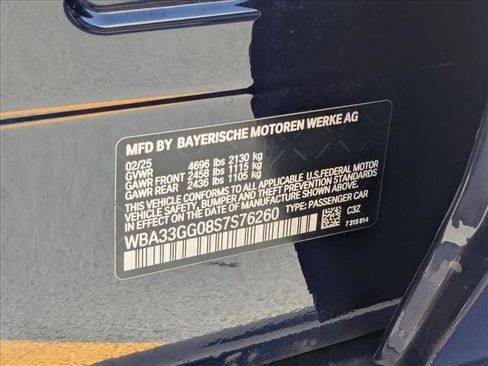 MFD BY BAYERISCHE MOTOREN WERKE AG
02/25
GVWR 4696 lbs 2130 kg
GAWR FRONT 2458 lbs 1115 kg
GAWR REAR 2436 lbs 1105 kg
THIS CONFORMS TO ALL APPLICABLE U.S.FEDERAL MOTOR
VEHICLE SAFETY, BUMPER AND THEFT PREVENTION STANDARDS
IN EFFECT ON THE DATE OF MANUFACTURE SHOWN ABOVE.
WBA33GG08S7S76260 TYPE: PASSENGER CAR
C3Z
7 315 814